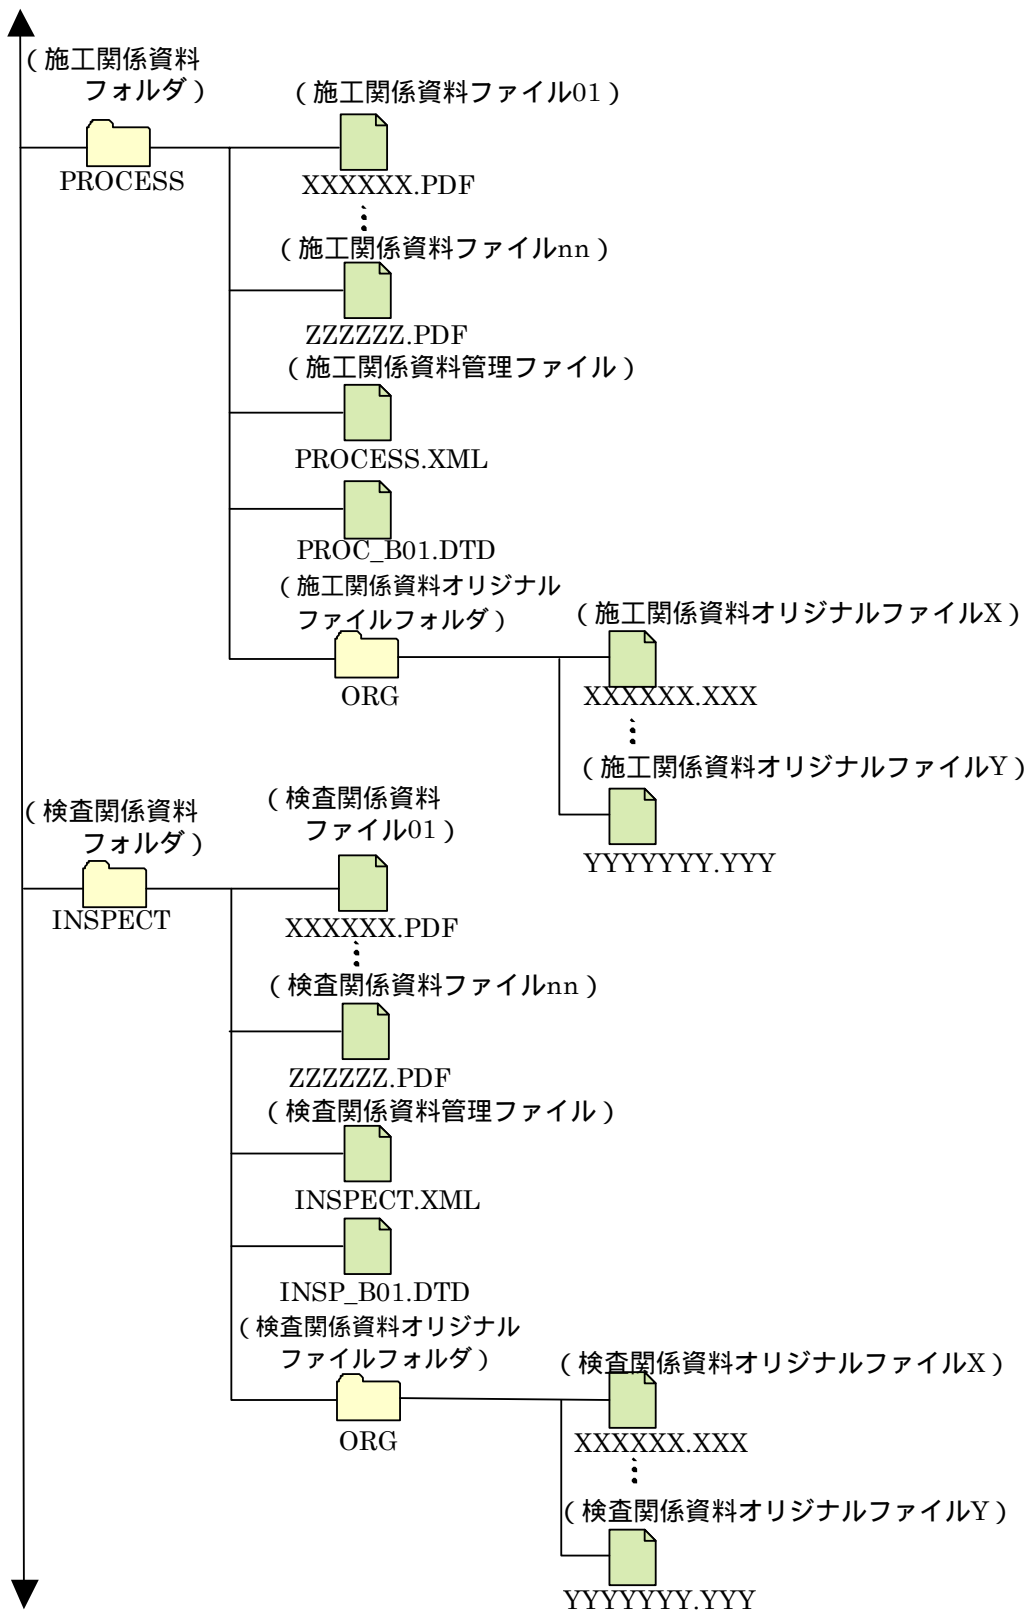 （施工関係資料
フォルダ）
PROCESS
（施工関係資料ファイル01）
XXXXXX.PDF
（施工関係資料ファイルnn）
ZZZZZZ.PDF
（施工関係資料管理ファイル）
PROCESS.XML
PROC_B01.DTD
（施工関係資料オリジナル
ファイルフォルダ）
ORG
（施工関係資料オリジナルファイルX）
XXXXXX.XXX
（施工関係資料オリジナルファイルY）
YYYYYYY.YYY
（検査関係資料
フォルダ）
INSPECT
（検査関係資料
ファイル01）
XXXXXX.PDF
（検査関係資料ファイルnn）
ZZZZZZ.PDF
（検査関係資料管理ファイル）
INSPECT.XML
INSP_B01.DTD
（検査関係資料オリジナル
ファイルフォルダ）
ORG
（検査関係資料オリジナルファイルX）
XXXXXX.XXX
（検査関係資料オリジナルファイルY）
YYYYYYY.YYY